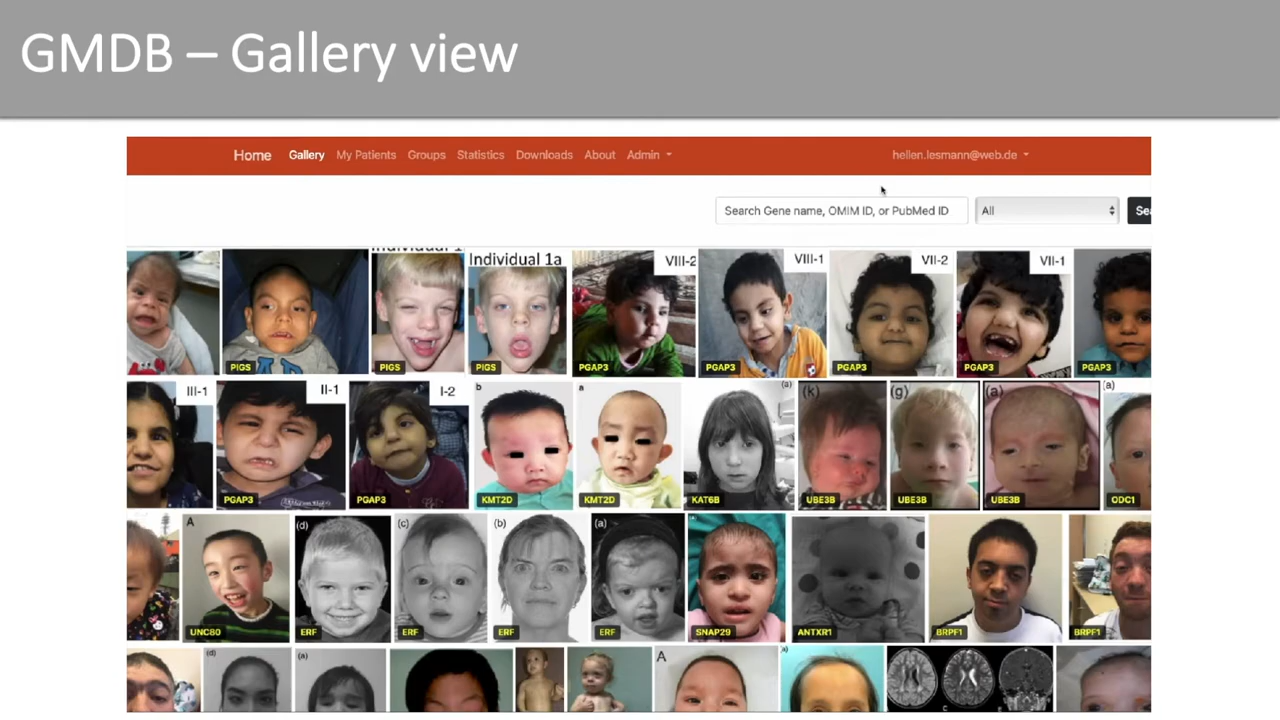 GMDB – Gallery view
Home Gallery My Patients Groups Statistics Downloads About Admin hellen.lesmann@web.de
Search Gene name, OMIM ID, or PubMed ID All Sea
Individual 1 Individual 1a VIII-2 VIII-1 VII-2 VII-1
PIGS PIGS PIGS PGAP3 PGAP3 PGAP3 PGAP3 PGAP3
III-1 II-1 I-2 b a (a) (k) (g) (a) (a)
PGAP3 PGAP3 KMT2D KMT2D KAT6B UBE3B UBE3B UBE3B ODC1
A (d) (c) (b) (a)
UNC80 ERF ERF ERF ERF SNAP29 ANTXR1 BRPF1 BRPF1
(d) (a) A
C